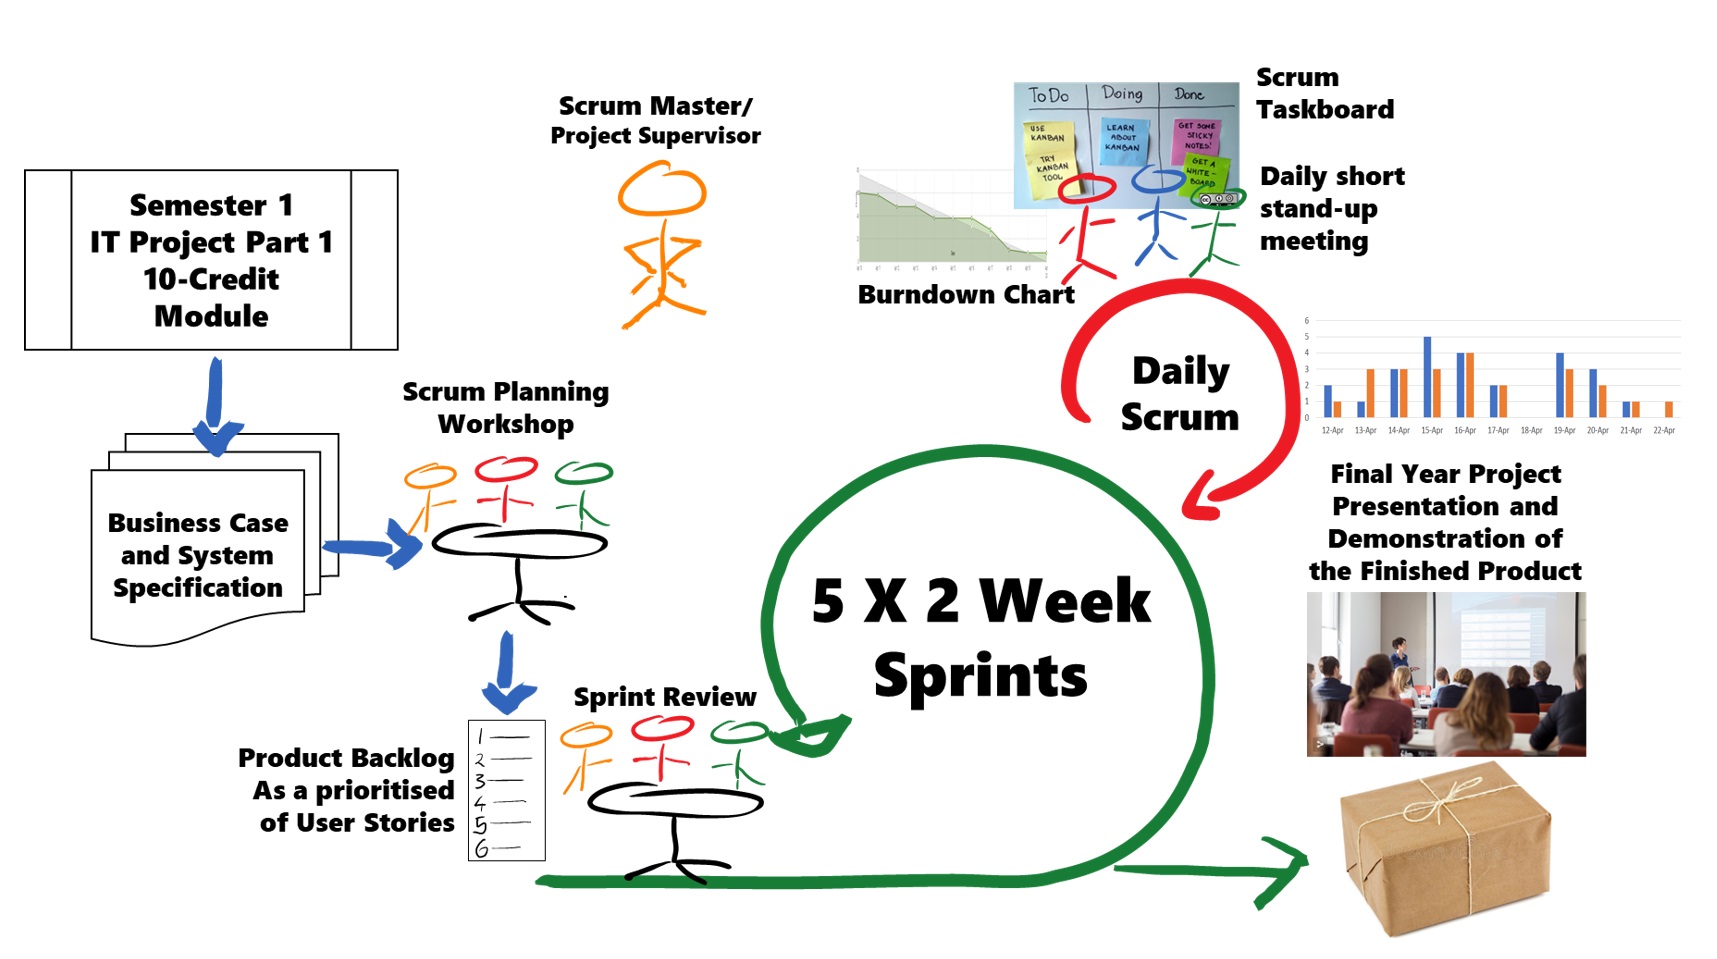 Scrum Master/
Project Supervisor
Semester 1
IT Project Part 1
10-Credit
Module
Business Case
and System
Specification
Scrum Planning
Workshop
Product Backlog
As a prioritised
of User Stories
1
2
3
4
5
6
Sprint Review
5 X 2 Week
Sprints
Burndown Chart
To Do
Doing
Done
USE
KANBAN
TRY
KANBAN
TOOL
LEARN
ABOUT
KANBAN
GET SOME
STICKY
NOTES!
GET A
WHITE-
BOARD
Scrum
Taskboard
Daily short
stand-up
meeting
Daily
Scrum
6
5
4
3
2
1
0
12-Apr 13-Apr 14-Apr 15-Apr 16-Apr 17-Apr 18-Apr 19-Apr 20-Apr 21-Apr 22-Apr
Final Year Project
Presentation and
Demonstration of
the Finished Product